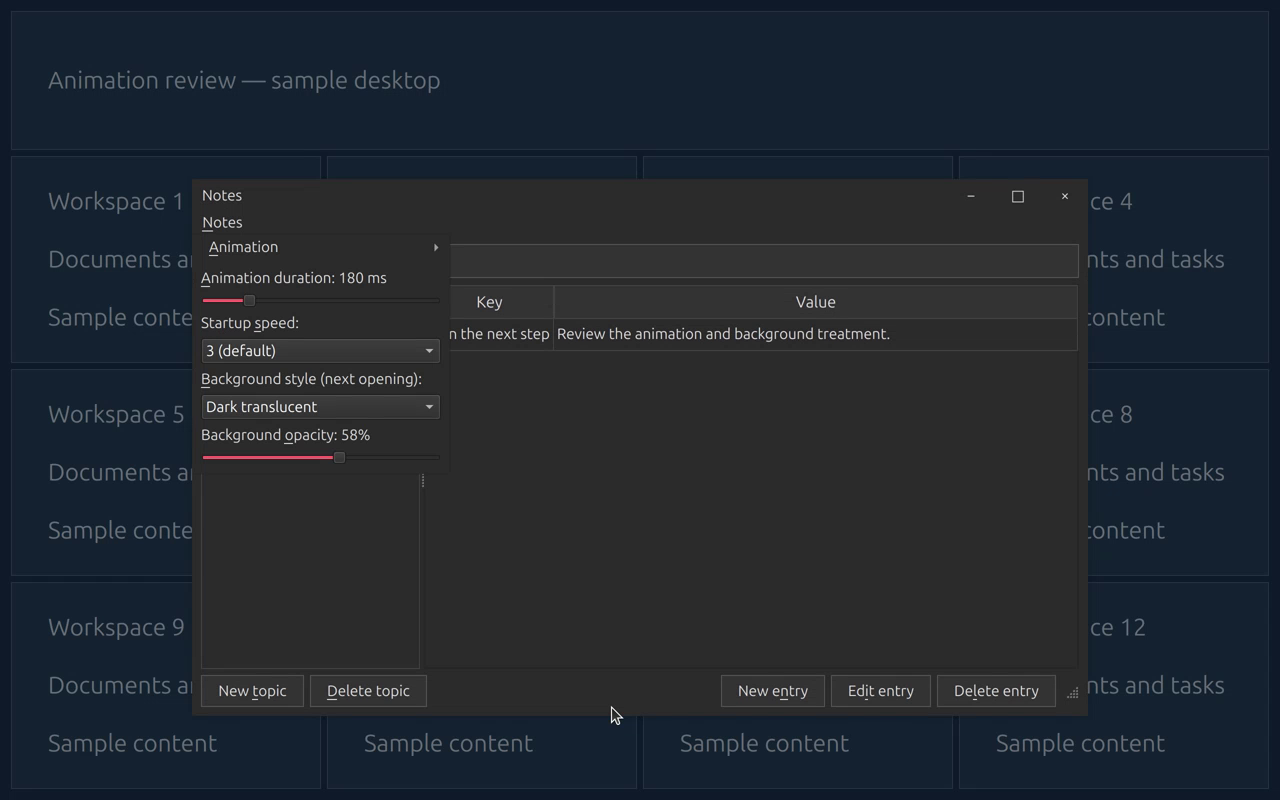 Animation review — sample desktop
Workspace 1
Documents a
Sample conte
ce 4
nts and tasks
content
Notes
Notes
Animation
Animation duration: 180 ms
Startup speed:
3 (default)
Background style (next opening):
Dark translucent
Background opacity: 58%
Key Value
n the next step Review the animation and background treatment.
Workspace 5
Documents a
Sample conte
ce 8
nts and tasks
content
New topic Delete topic New entry Edit entry Delete entry
Workspace 9
Documents a
Sample content
Sample content
Sample content
ce 12
nts and tasks
Sample content